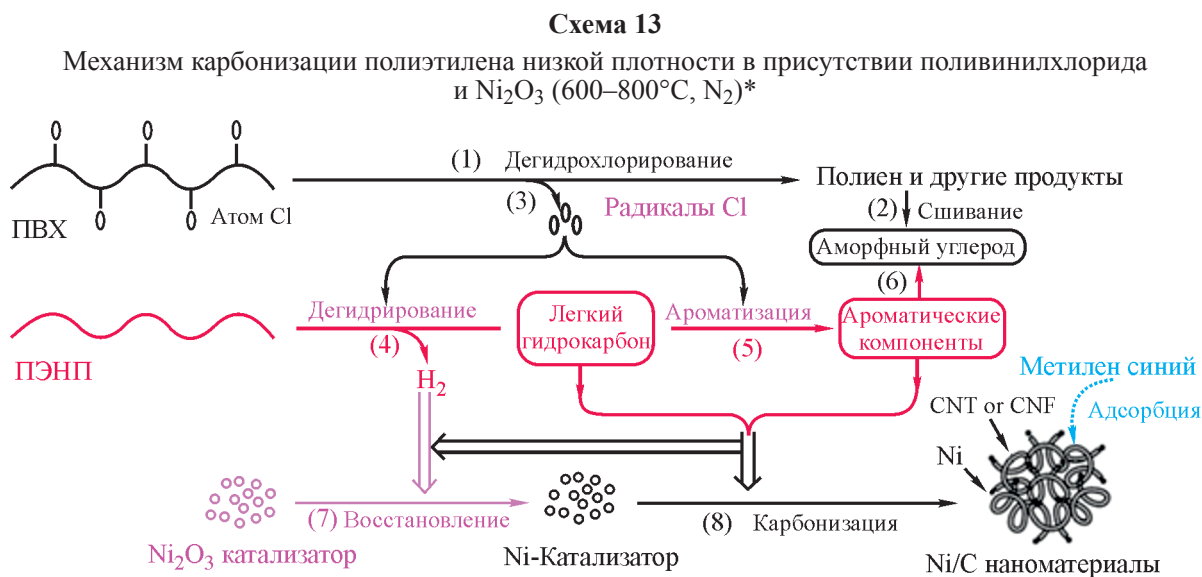 Схема 13
Механизм карбонизации полиэтилена низкой плотности в присутствии поливинилхлорида
и Ni₂O₃ (600–800°C, N₂)*
(1) Дегидрохлорирование
Полиен и другие продукты
ПВХ
Атом Cl
(3)
Радикалы Cl
(2) Сшивание
Аморфный углерод
(6)
Дегидрирование
(4)
Легкий
гидрокарбон
Ароматизация
(5)
Ароматические
компоненты
ПЭНП
H₂
Метилен синий
Адсорбция
CNT or CNF
Ni
(7) Восстановление
(8) Карбонизация
Ni₂O₃ катализатор
Ni-Катализатор
Ni/C наноматериалы